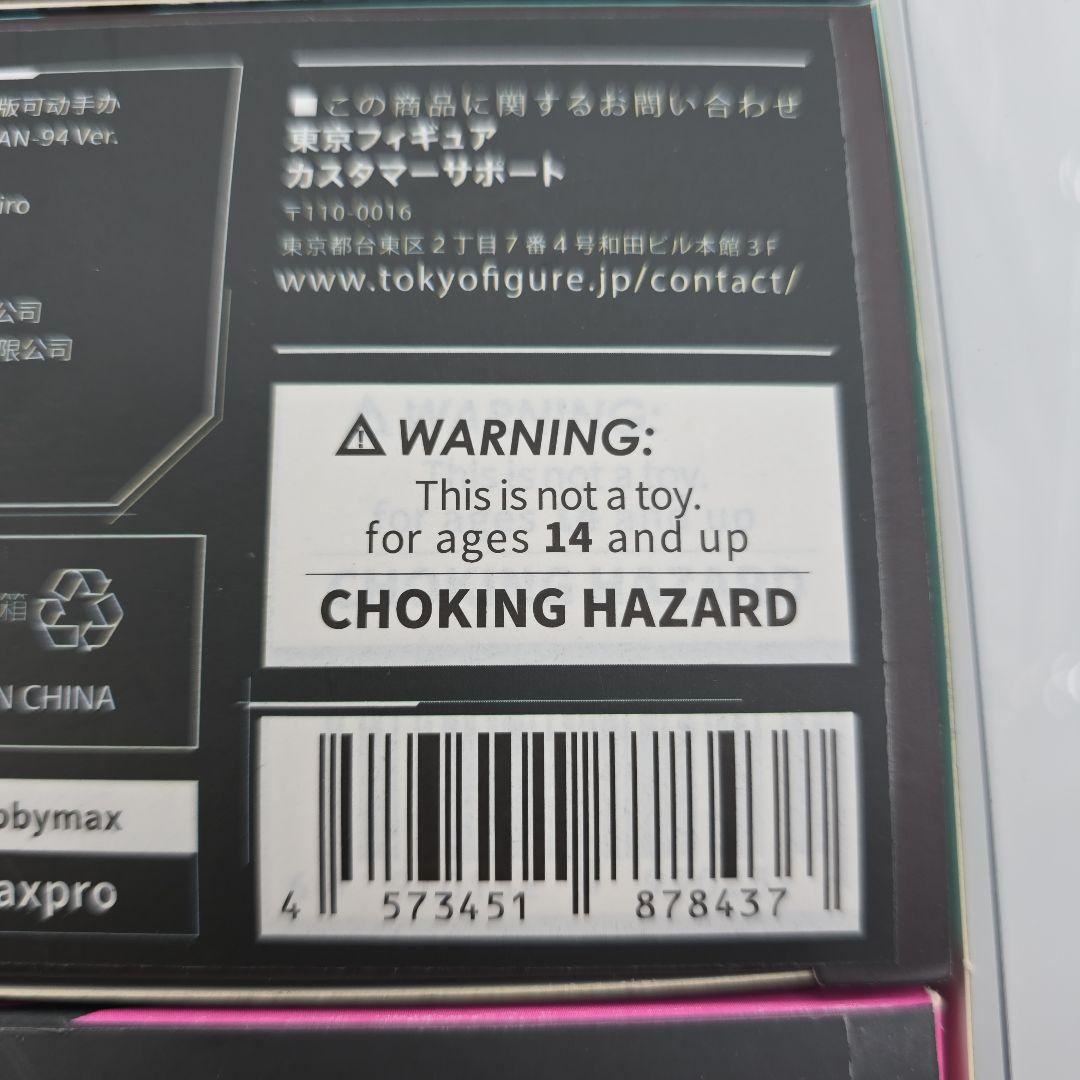 版可动手办
AN-94 Ver.
iro
公司
限公司
箱
N CHINA
obbymax
axpro
■この商品に関するお問い合わせ
東京フィギュア
カスタマーサポート
〒110-0016
東京都台東区2丁目7番4号和田ビル本館3F
www.tokyofigure.jp/contact/
WARNING:
This is not a toy.
for ages 14 and up
CHOKING HAZARD
4 573451 878437